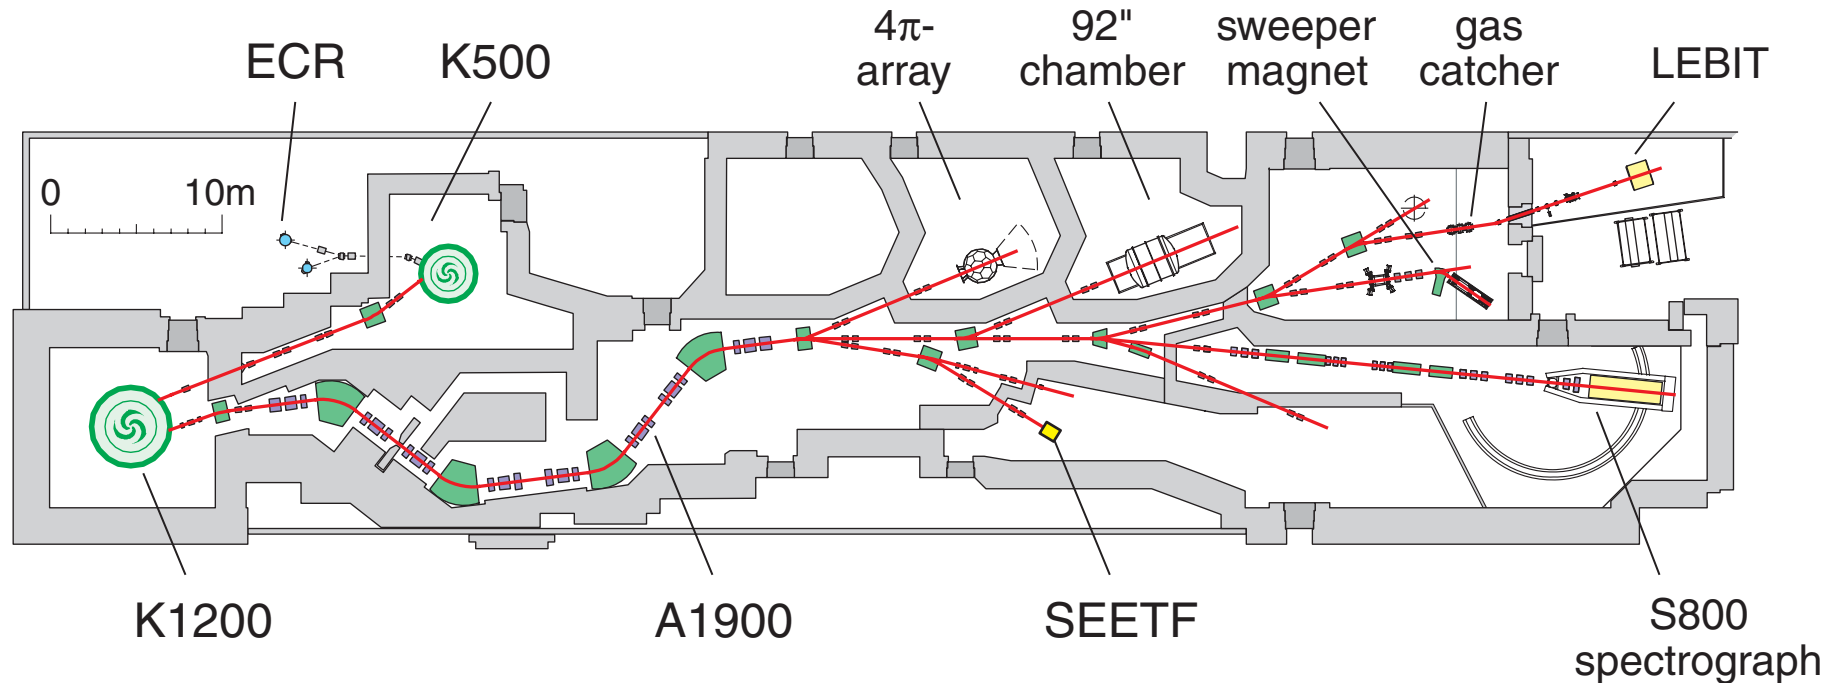 ECR
K500
4π-
array
92"
chamber
sweeper
magnet
gas
catcher
LEBIT
0
10m
K1200
A1900
SEETF
S800
spectrograph